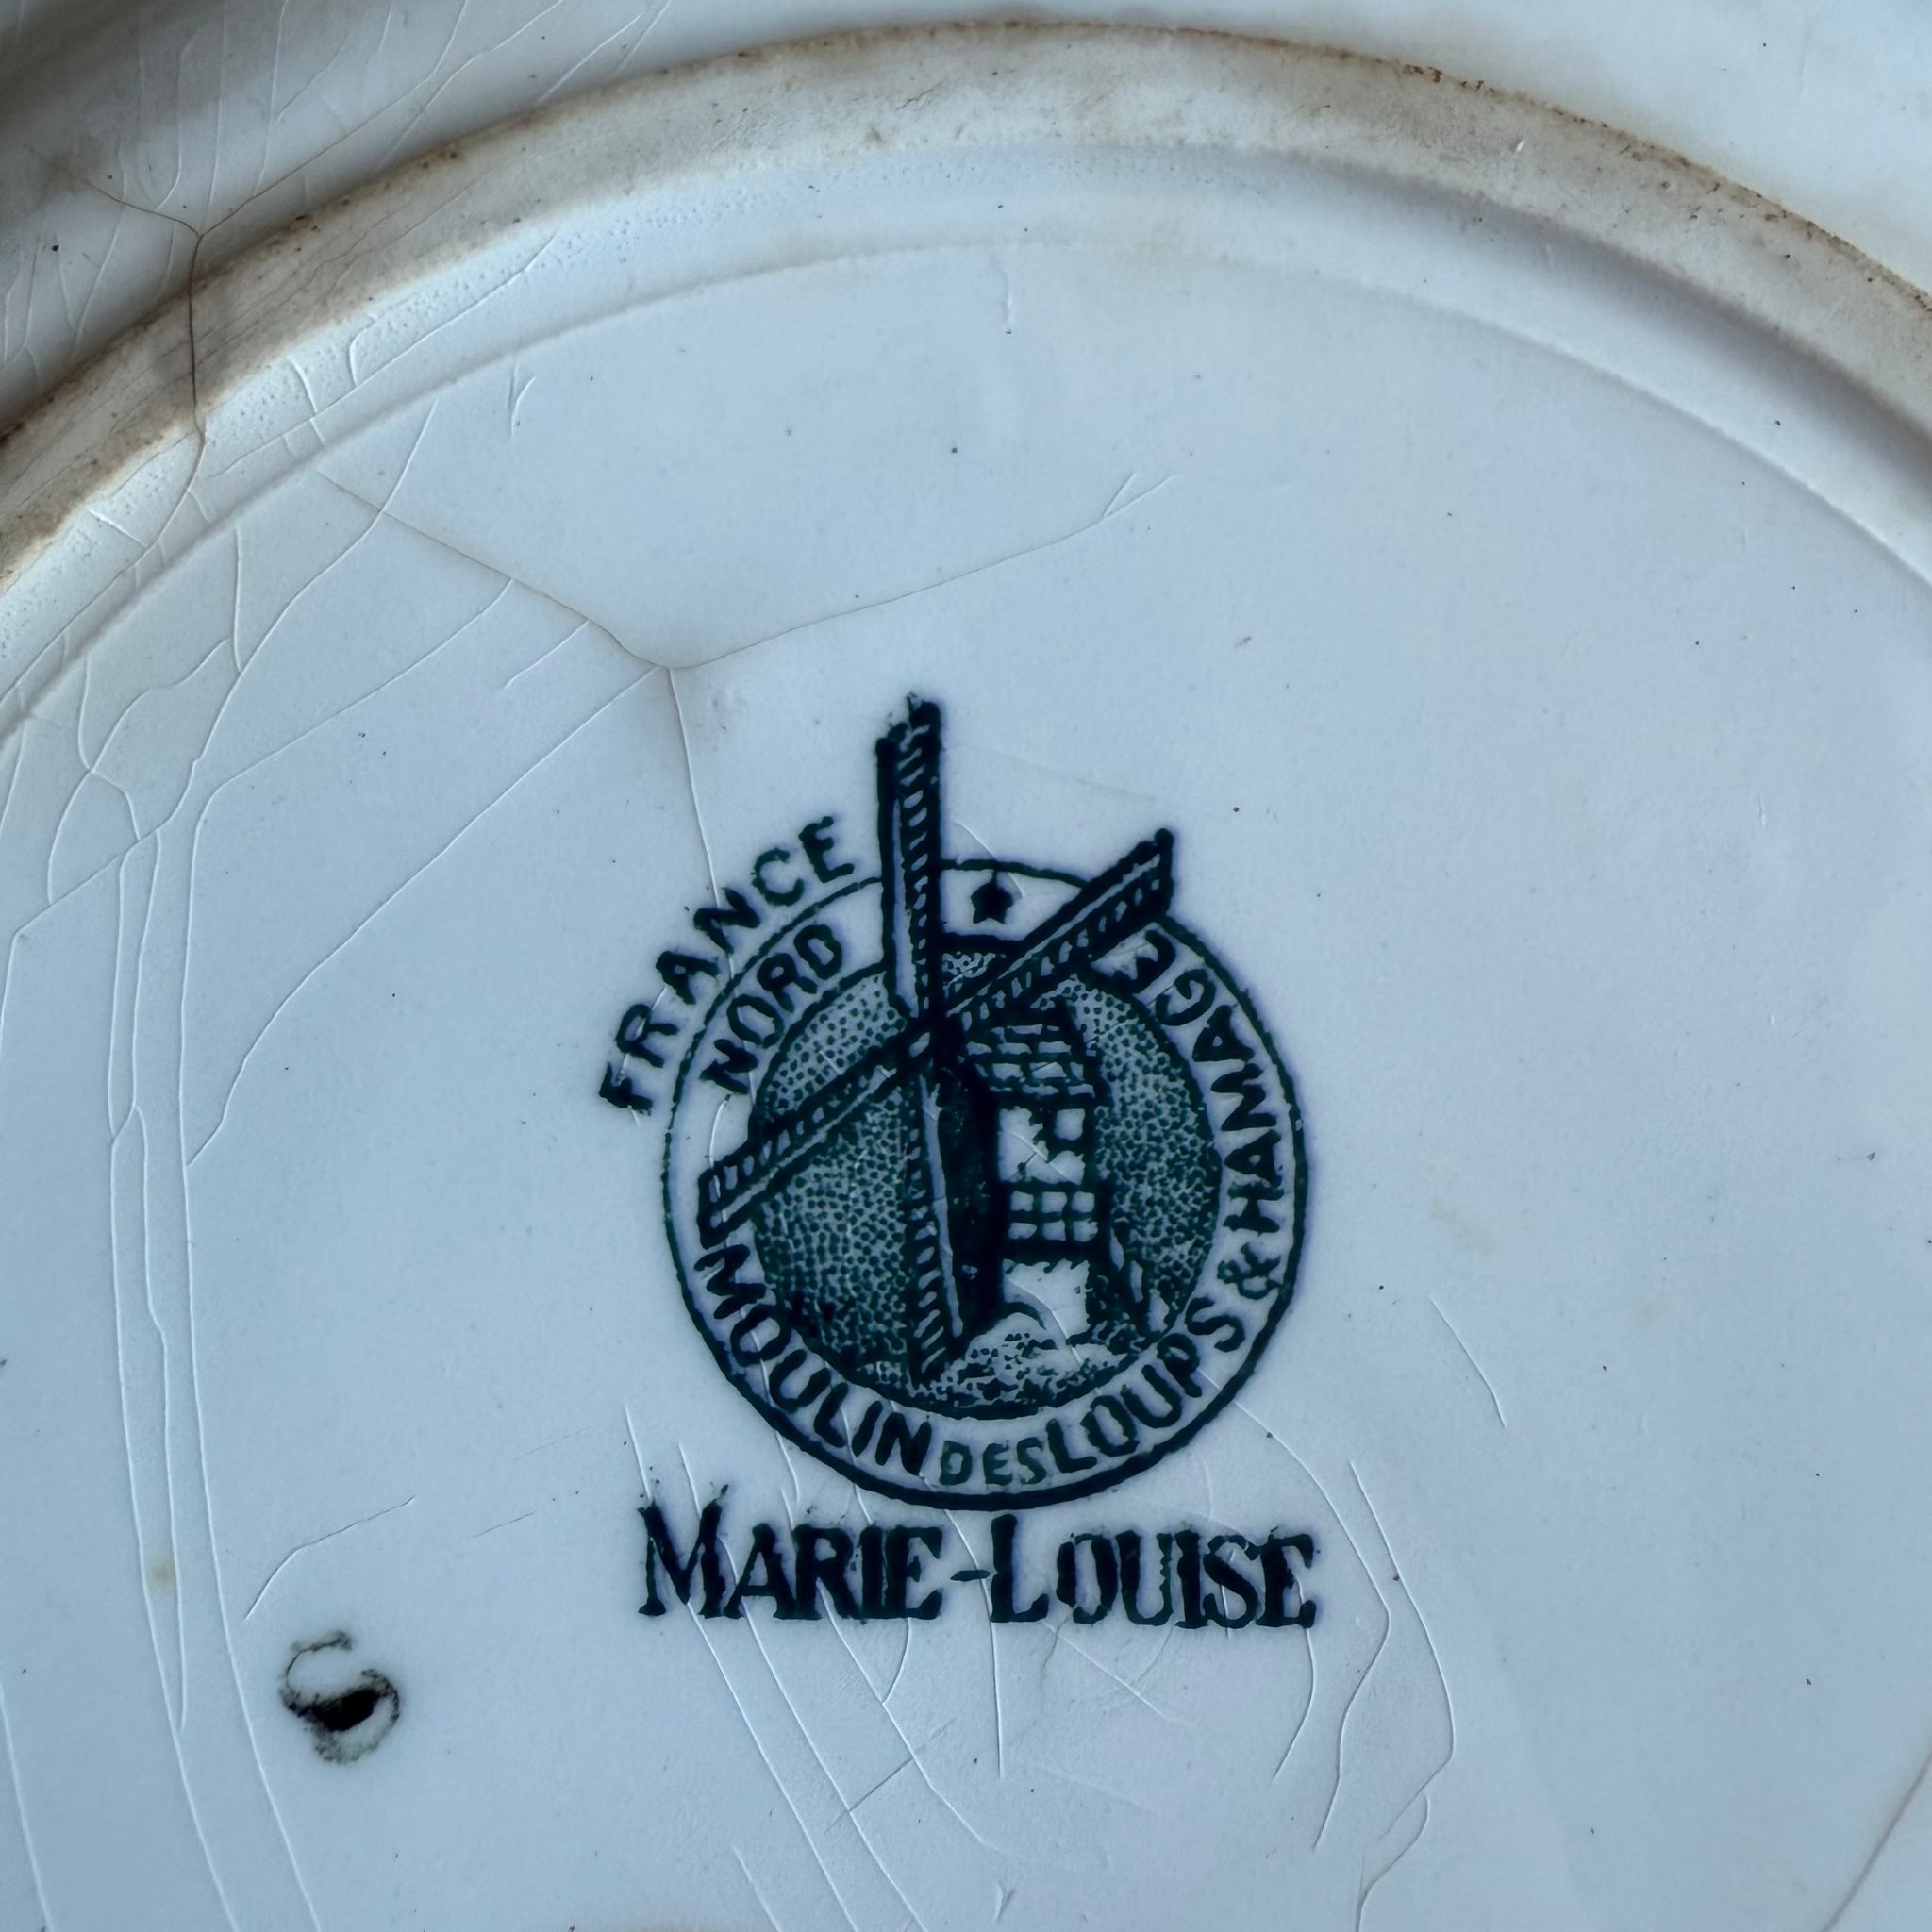 FRANCE
NORD
MOULIN DES LOUPS & HAMAGE
MARIE-LOUISE
S